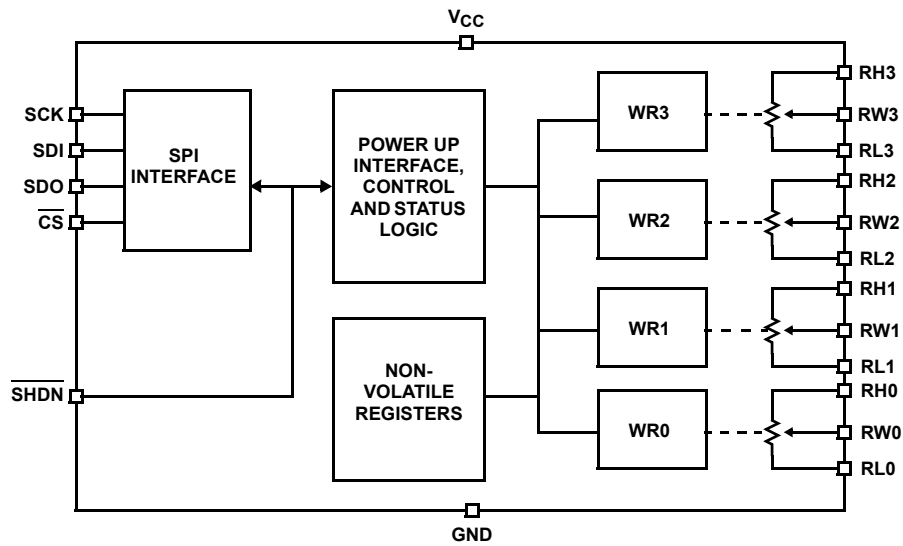 VCC
SCK
SDI
SDO
CS
SHDN
SPI
INTERFACE
POWER UP
INTERFACE,
CONTROL
AND STATUS
LOGIC
NON-
VOLATILE
REGISTERS
WR3
WR2
WR1
WR0
RH3
RW3
RL3
RH2
RW2
RL2
RH1
RW1
RL1
RH0
RW0
RL0
GND